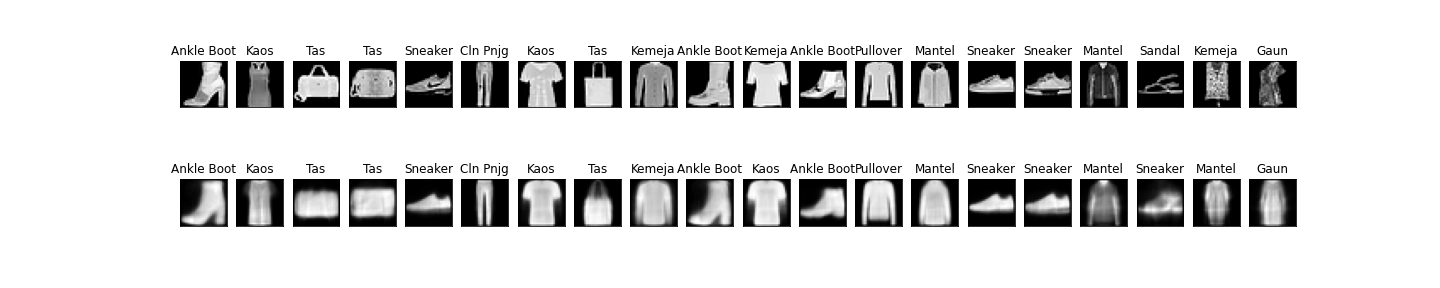 Ankle Boot Kaos Tas Tas Sneaker Cln Pnjg Kaos Tas Kemeja Ankle Boot Kemeja Ankle Boot Pullover Mantel Sneaker Sneaker Mantel Sandal Kemeja Gaun
Ankle Boot Kaos Tas Tas Sneaker Cln Pnjg Kaos Tas Kemeja Ankle Boot Kaos Ankle Boot Pullover Mantel Sneaker Sneaker Mantel Sneaker Mantel Gaun